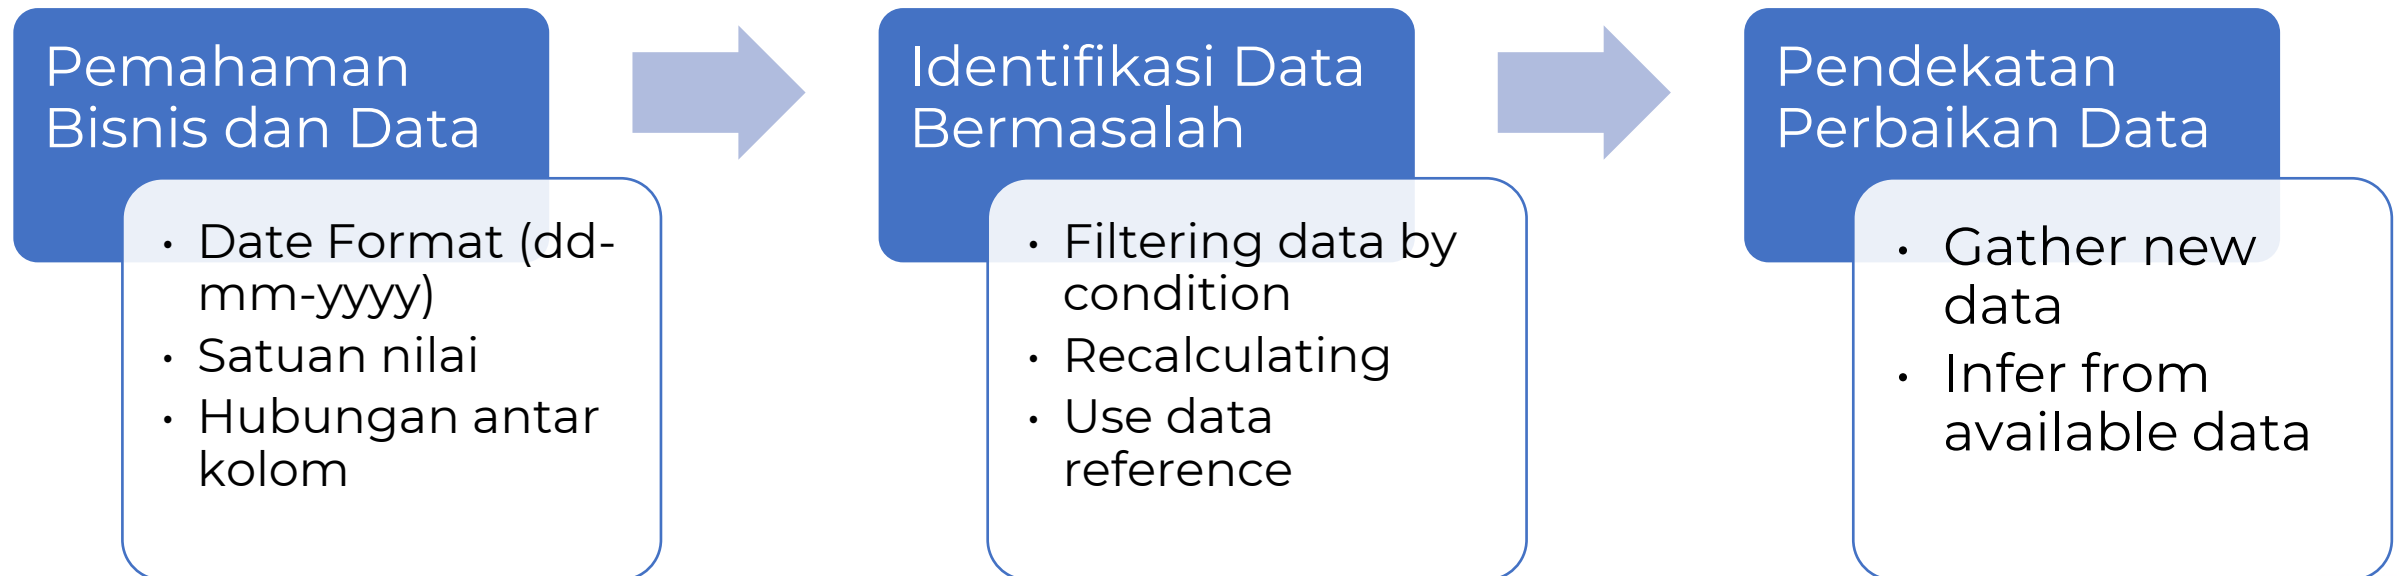 Pemahaman
Bisnis dan Data
• Date Format (dd-
mm-yyyy)
• Satuan nilai
• Hubungan antar
kolom
Identifikasi Data
Bermasalah
• Filtering data by
condition
• Recalculating
• Use data
reference
Pendekatan
Perbaikan Data
• Gather new
data
• Infer from
available data